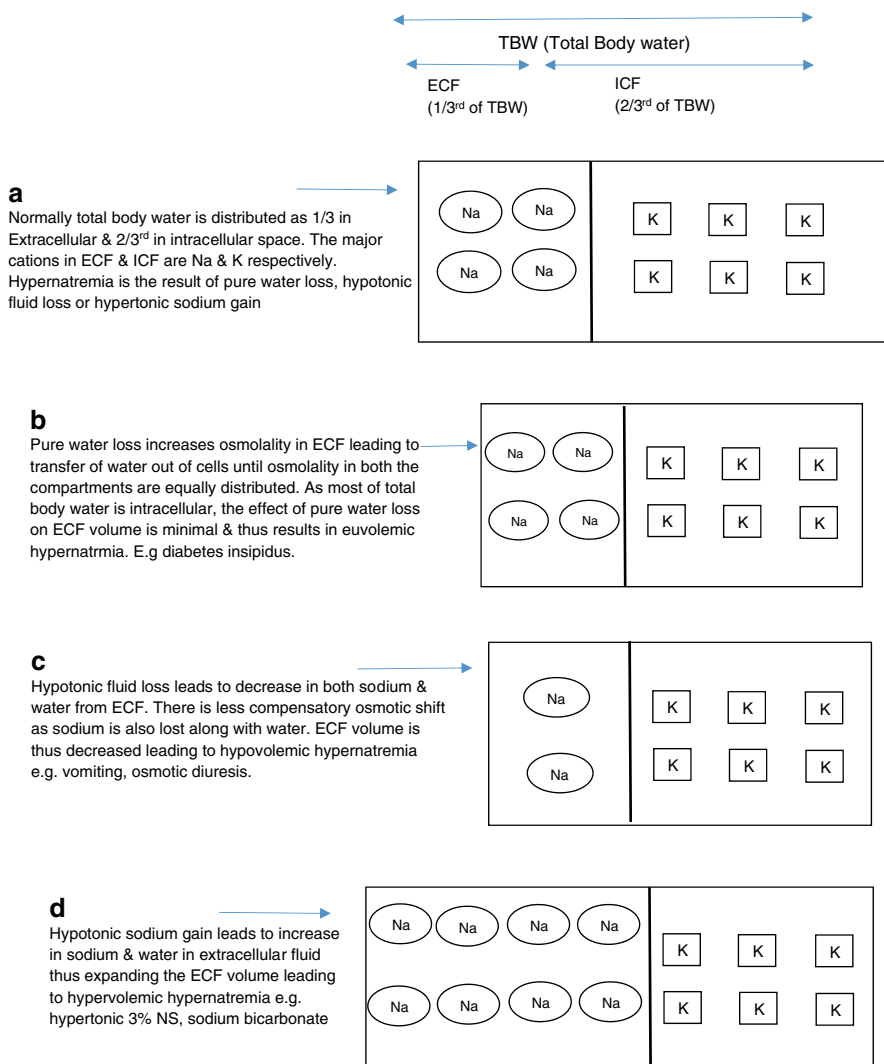 TBW (Total Body water)
ECF
(1/3rd of TBW)
ICF
(2/3rd of TBW)
a
Normally total body water is distributed as 1/3 in
Extracellular & 2/3rd in intracellular space. The major
cations in ECF & ICF are Na & K respectively.
Hypernatremia is the result of pure water loss, hypotonic
fluid loss or hypertonic sodium gain
Na Na K K K
Na Na K K K
b
Pure water loss increases osmolality in ECF leading to
transfer of water out of cells until osmolality in both the
compartments are equally distributed. As most of total
body water is intracellular, the effect of pure water loss
on ECF volume is minimal & thus results in euvolemic
hypernatrmia. E.g diabetes insipidus.
Na Na K K K
Na Na K K K
c
Hypotonic fluid loss leads to decrease in both sodium &
water from ECF. There is less compensatory osmotic shift
as sodium is also lost along with water. ECF volume is
thus decreased leading to hypovolemic hypernatremia
e.g. vomiting, osmotic diuresis.
Na K K K
Na K K K
d
Hypotonic sodium gain leads to increase
in sodium & water in extracellular fluid
thus expanding the ECF volume leading
to hypervolemic hypernatremia e.g.
hypertonic 3% NS, sodium bicarbonate
Na Na Na Na K K K
Na Na Na Na K K K